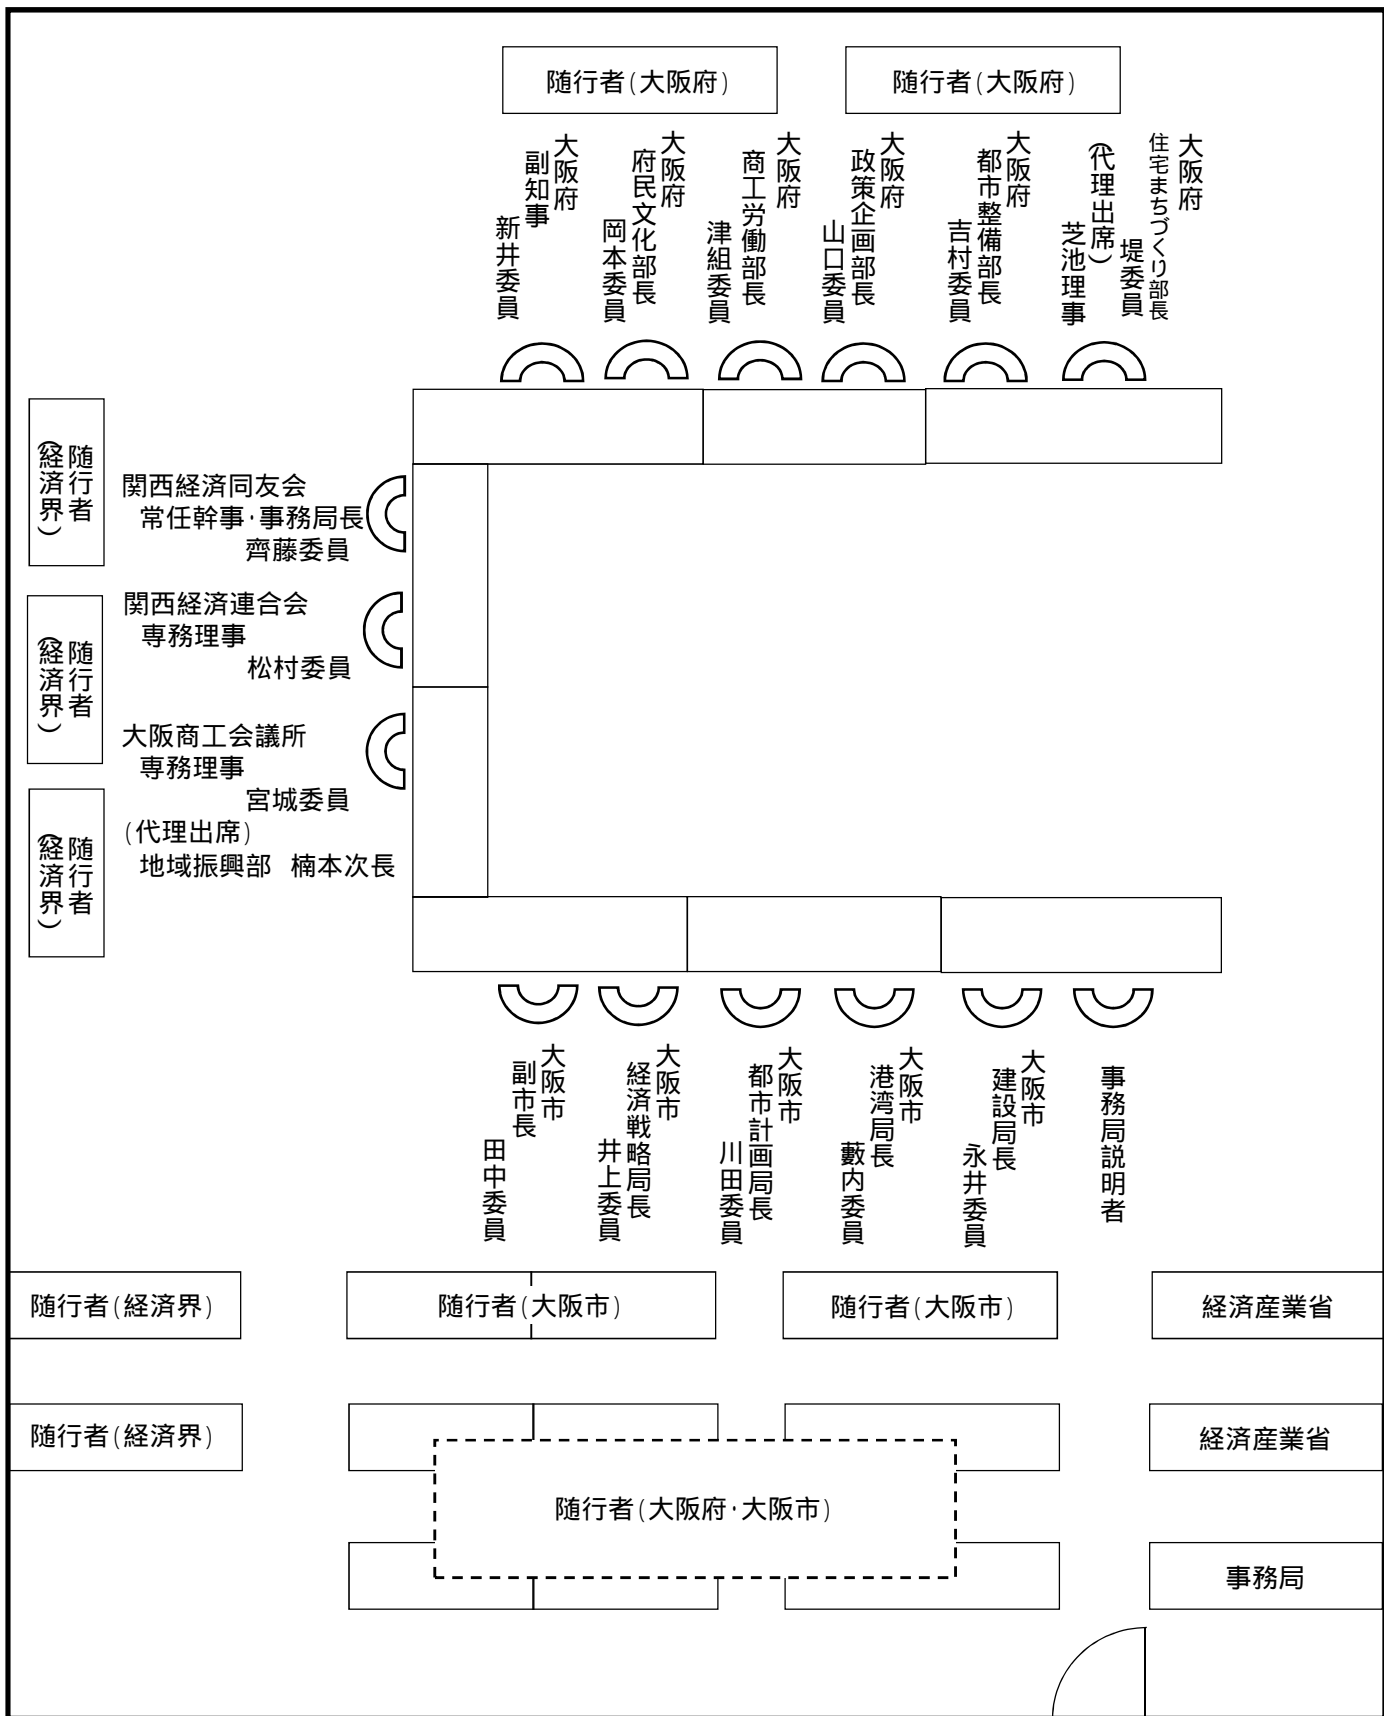 随行者(大阪府)
随行者(大阪府)
大阪府
副知事
新井委員
大阪府
府民文化部長
岡本委員
大阪府
商工労働部長
津組委員
大阪府
政策企画部長
山口委員
大阪府
都市整備部長
吉村委員
大阪府
住宅まちづくり部長
堤委員
(代理出席)
芝池理事
随行者
(経済界)
関西経済同友会
常任幹事・事務局長
齊藤委員
随行者
(経済界)
関西経済連合会
専務理事
松村委員
随行者
(経済界)
大阪商工会議所
専務理事
宮城委員
(代理出席)
地域振興部 楠本次長
大阪市
副市長
田中委員
大阪市
経済戦略局長
井上委員
大阪市
都市計画局長
川田委員
大阪市
港湾局長
藪内委員
大阪市
建設局長
永井委員
事務局説明者
随行者(経済界)
随行者(大阪市)
随行者(大阪市)
経済産業省
随行者(経済界)
経済産業省
随行者(大阪府・大阪市)
事務局